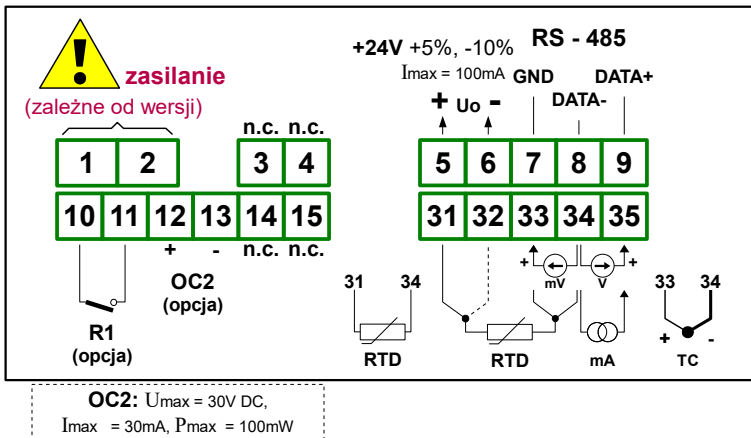 !
zasilanie
(zależne od wersji)
+24V +5%, -10%
Imax = 100mA
RS - 485
GND DATA+
+ Uo - DATA-
n.c. n.c.
1 2 3 4 5 6 7 8 9
10 11 12 13 14 15 31 32 33 34 35
+ - n.c. n.c.
OC2
(opcja)
R1
(opcja)
+ mV V +
31 34
RTD
RTD
mA
33 34
+ -
TC
OC2: Umax = 30V DC,
Imax = 30mA, Pmax = 100mW